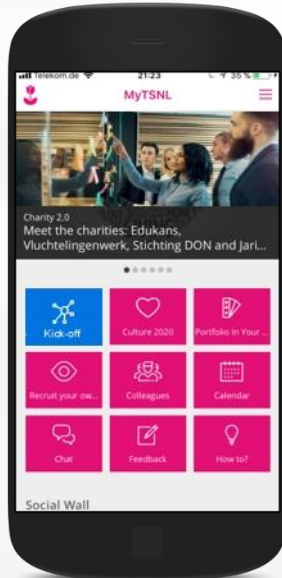 Telekom.de
21:23
35 %
MyTSNL
Charity 2.0
Meet the charities: Edukans,
Vluchtelingenwerk, Stichting DON and Jari...
Kick-off
Culture 2020
Portfolio In Your ...
Recruit your ow...
Colleagues
Calendar
Chat
Feedback
How to?
Social Wall